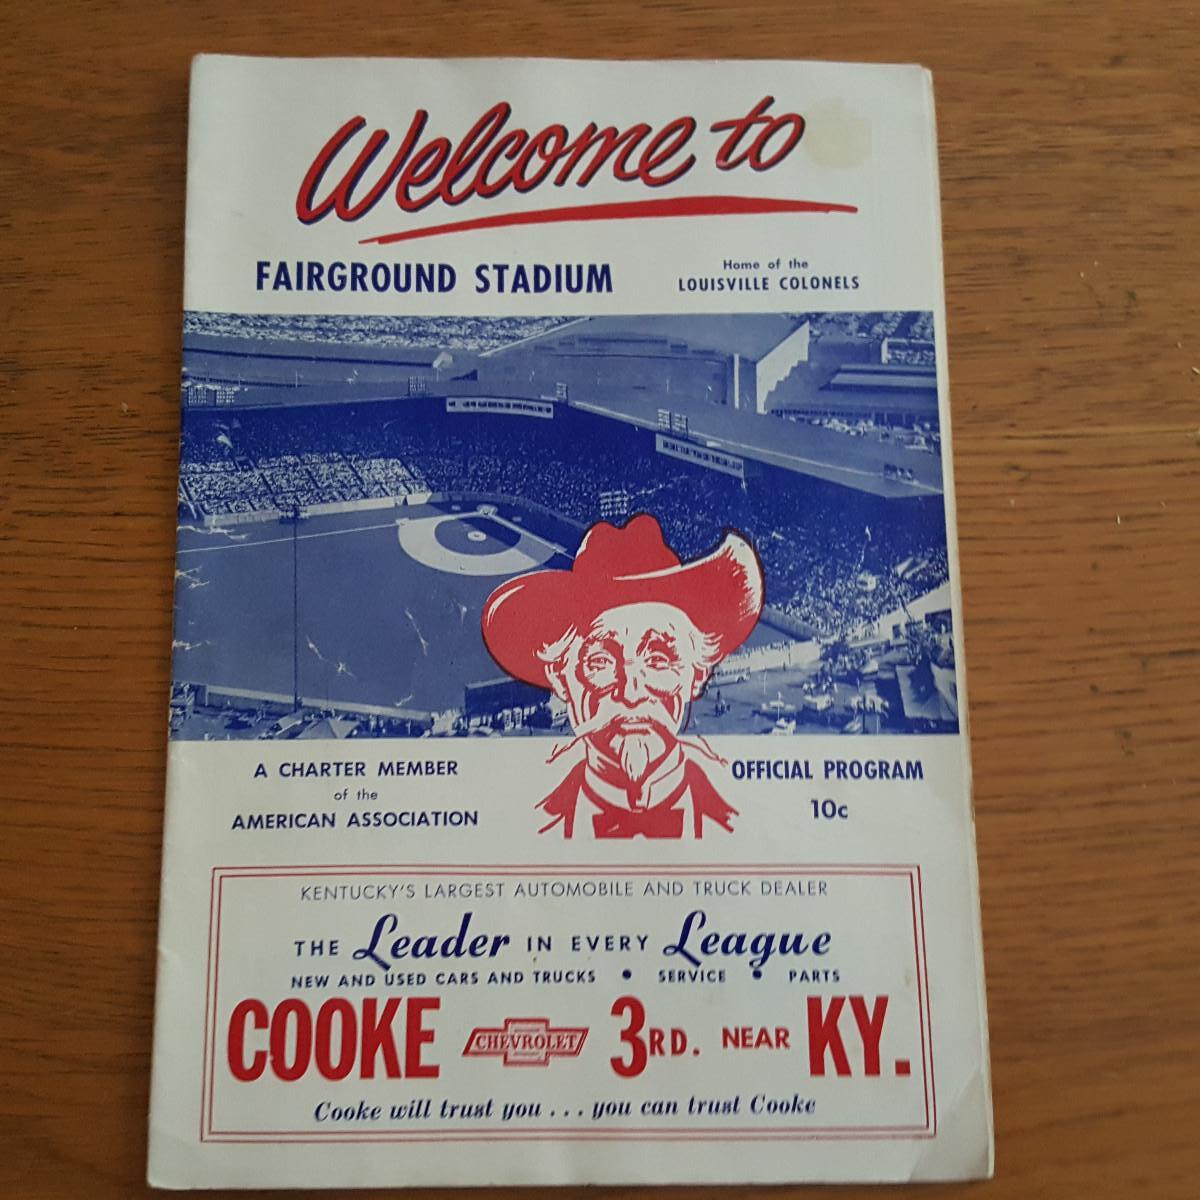 Welcome to
FAIRGROUND STADIUM
Home of the
LOUISVILLE COLONELS
A CHARTER MEMBER
of the
AMERICAN ASSOCIATION
OFFICIAL PROGRAM
10c
KENTUCKY'S LARGEST AUTOMOBILE AND TRUCK DEALER
THE Leader IN EVERY League
NEW AND USED CARS AND TRUCKS • SERVICE • PARTS
COOKE CHEVROLET 3RD. NEAR KY.
Cooke will trust you . . . you can trust Cooke